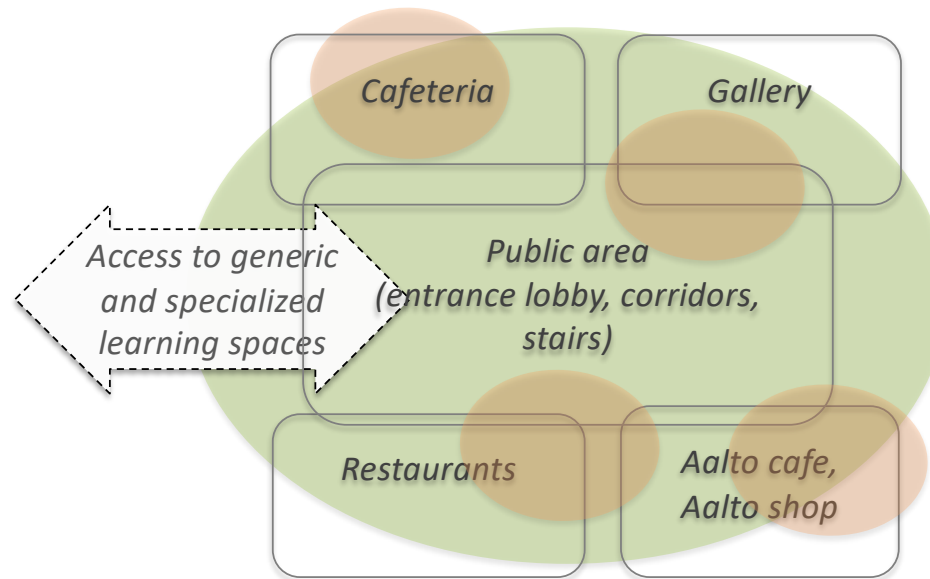 Cafeteria
Gallery
Access to generic
and specialized
learning spaces
Public area
(entrance lobby, corridors,
stairs)
Restaurants
Aalto cafe,
Aalto shop